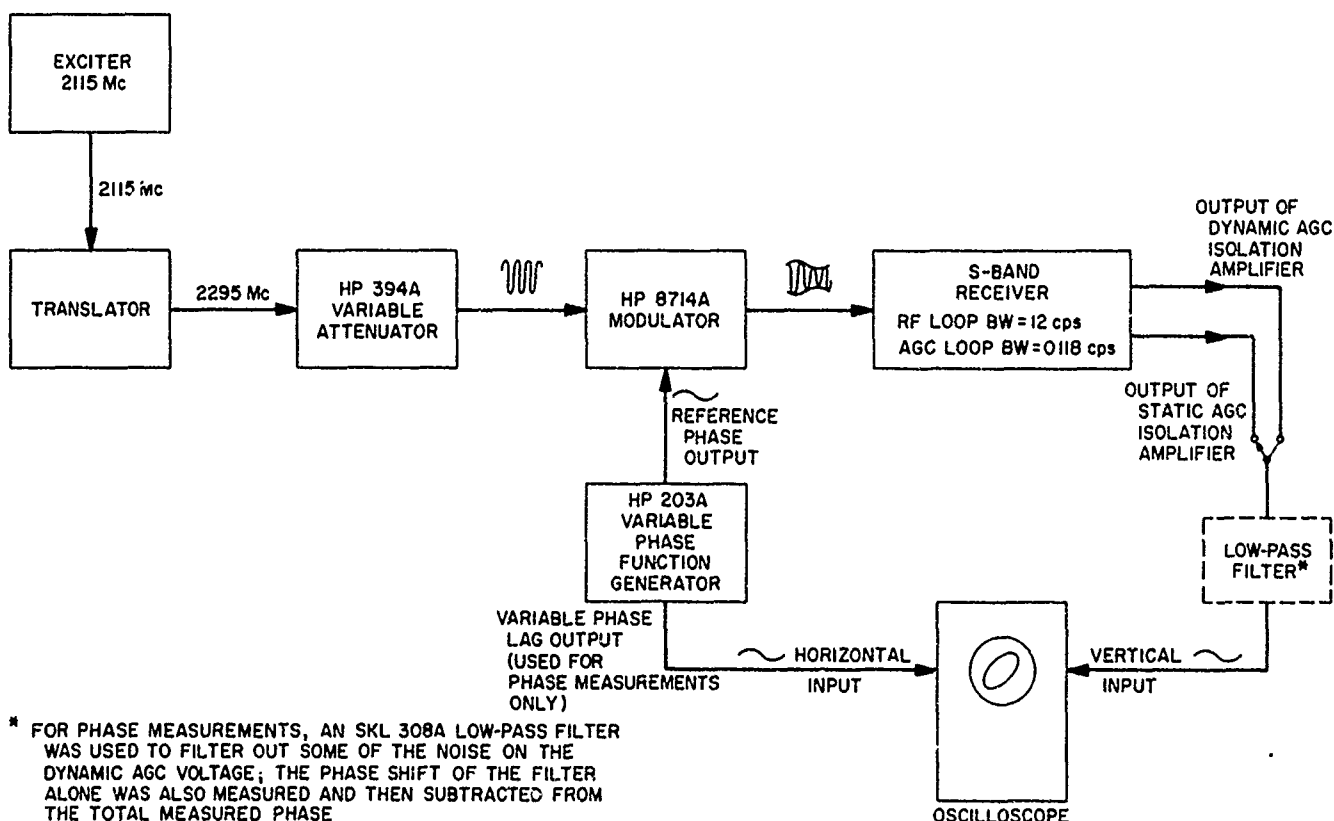 EXCITER
2115 Mc
2115 Mc
TRANSLATOR
2295 Mc
HP 394A
VARIABLE
ATTENUATOR
HP 8714A
MODULATOR
S-BAND
RECEIVER
RF LOOP BW = 12 cps
AGC LOOP BW = 0118 cps
OUTPUT OF
DYNAMIC AGC
ISOLATION
AMPLIFIER
OUTPUT OF
STATIC AGC
ISOLATION
AMPLIFIER
REFERENCE
PHASE
OUTPUT
HP 203A
VARIABLE
PHASE
FUNCTION
GENERATOR
LOW-PASS
FILTER*
VARIABLE PHASE
LAG OUTPUT
(USED FOR
PHASE MEASUREMENTS
ONLY)
HORIZONTAL
INPUT
VERTICAL
INPUT
OSCILLOSCOPE
* FOR PHASE MEASUREMENTS, AN SKL 308A LOW-PASS FILTER
WAS USED TO FILTER OUT SOME OF THE NOISE ON THE
DYNAMIC AGC VOLTAGE; THE PHASE SHIFT OF THE FILTER
ALONE WAS ALSO MEASURED AND THEN SUBTRACTED FROM
THE TOTAL MEASURED PHASE